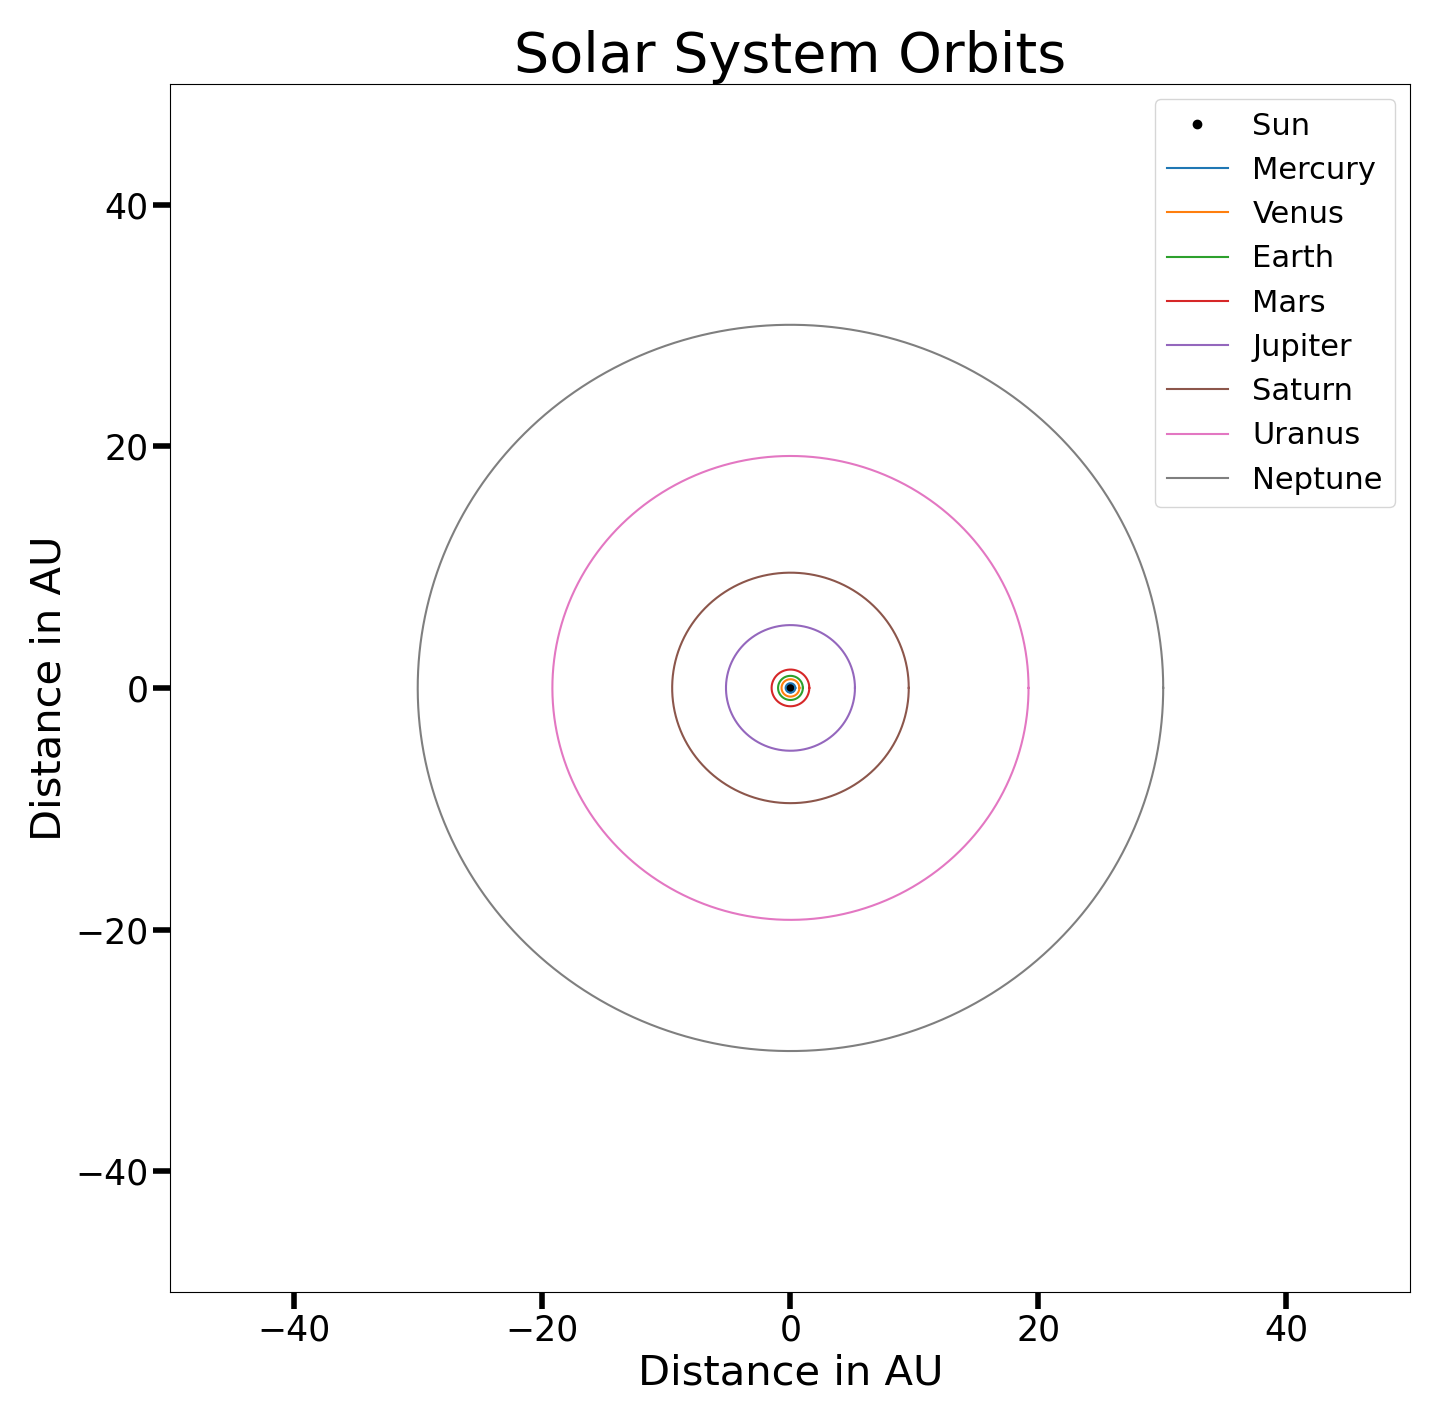 Solar System Orbits
Sun
Mercury
Venus
Earth
Mars
Jupiter
Saturn
Uranus
Neptune
Distance in AU
40
20
0
−20
−40
−40
−20
0
20
40
Distance in AU